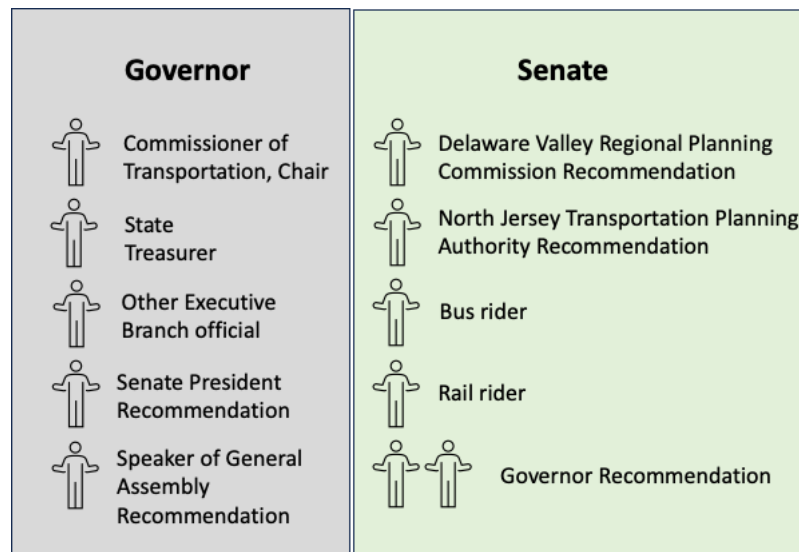 Governor
Commissioner of
Transportation, Chair
State
Treasurer
Other Executive
Branch official
Senate President
Recommendation
Speaker of General
Assembly
Recommendation
Senate
Delaware Valley Regional Planning
Commission Recommendation
North Jersey Transportation Planning
Authority Recommendation
Bus rider
Rail rider
Governor Recommendation